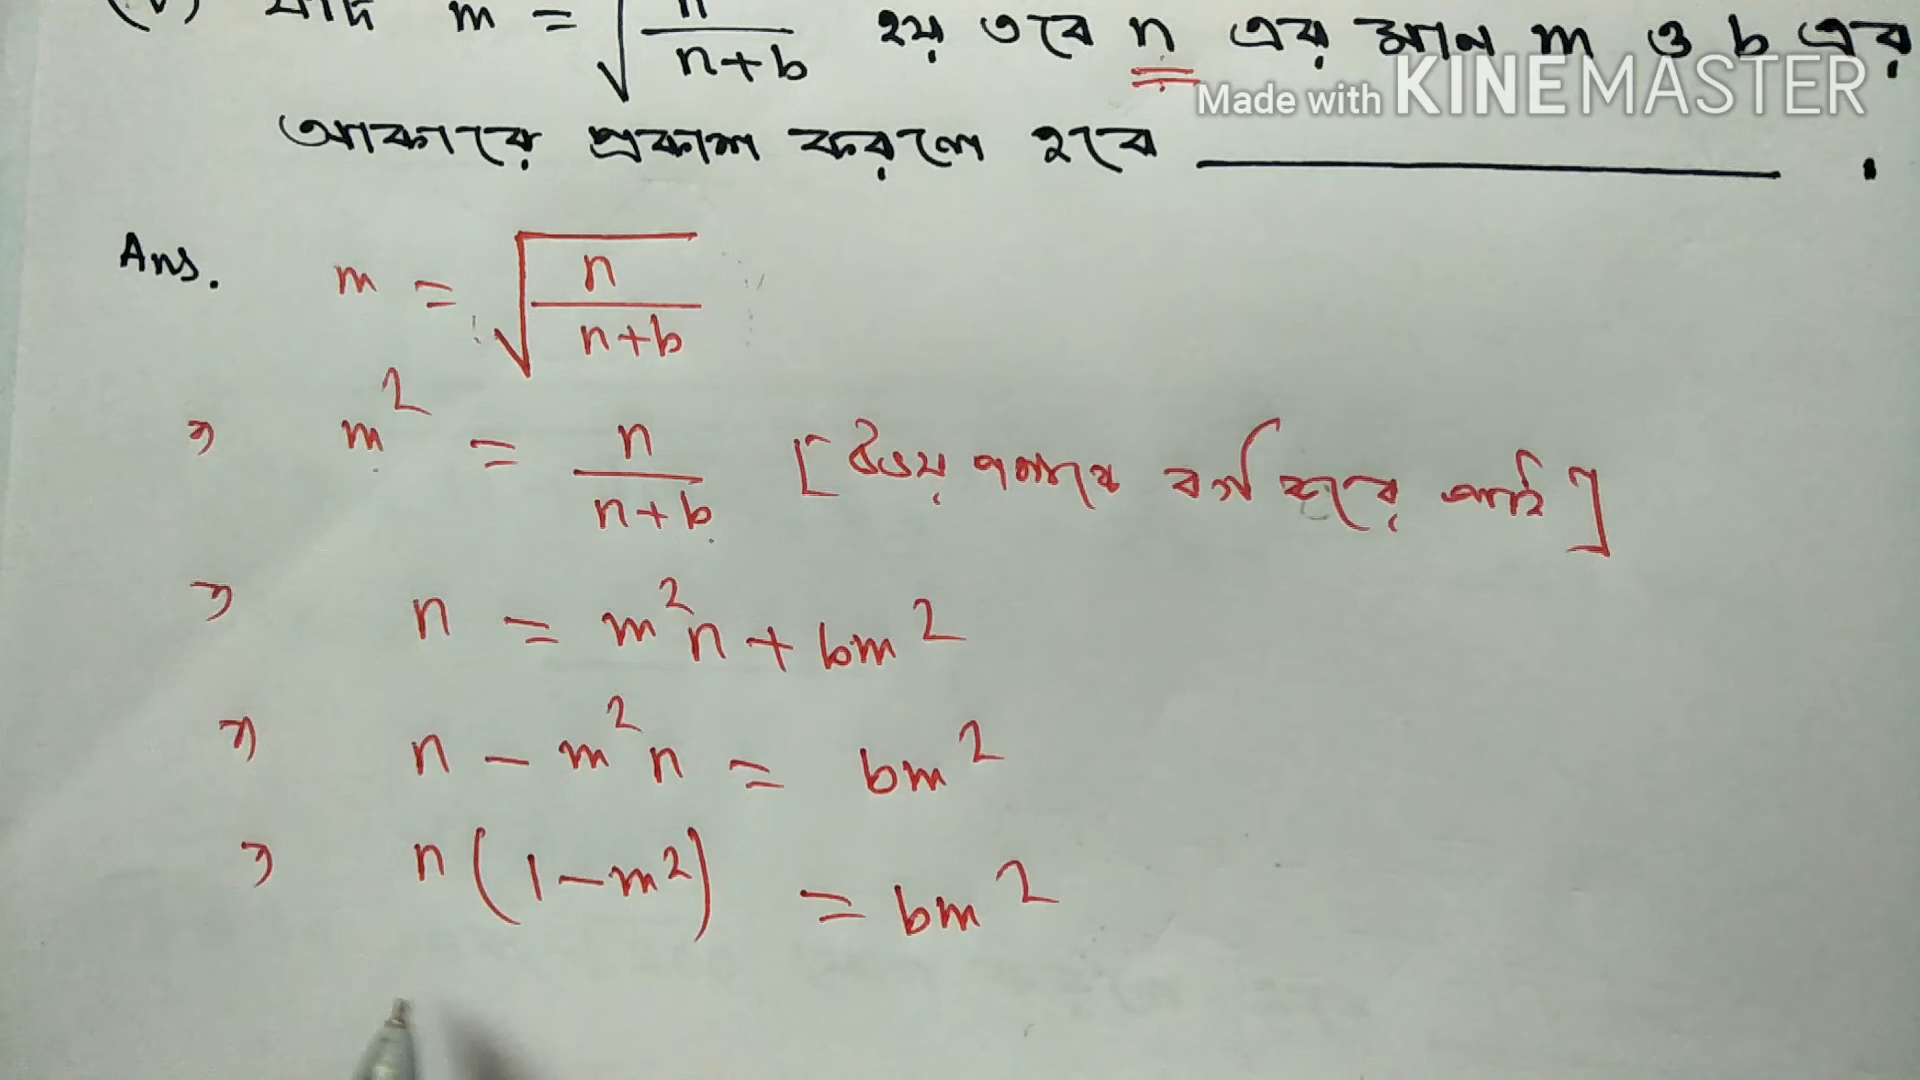 (v) যদি m = √(n/(n+b)) হয় তবে n এর মান m ও b এর
Made with KINEMASTER
আকারে প্রকাশ করলে হবে __________ .
Ans. m = √(n/(n+b))
⇒ m² = n/(n+b) [উভয় পক্ষকে বর্গ করে পাই]
⇒ n = m²n + bm²
⇒ n - m²n = bm²
⇒ n(1-m²) = bm²